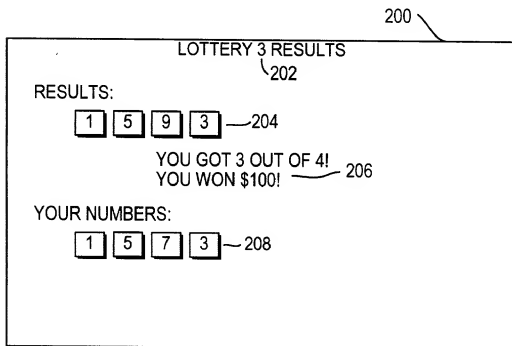 200
LOTTERY 3 RESULTS
202
RESULTS:
1 5 9 3 204
YOU GOT 3 OUT OF 4!
YOU WON $100! 206
YOUR NUMBERS:
1 5 7 3 208